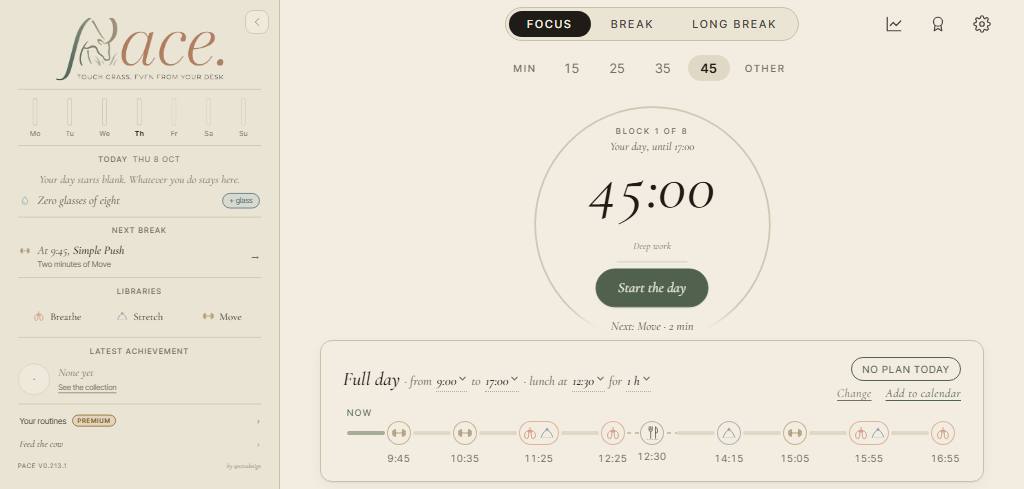 Pace.
TOUCH GRASS. EVEN FROM YOUR DESK
Mo Tu We Th Fr Sa Su
TODAY THU 8 OCT
Your day starts blank. Whatever you do stays here.
Zero glasses of eight
+ glass
NEXT BREAK
At 9:45, Simple Push
→
Two minutes of Move
LIBRARIES
Breathe Stretch Move
LATEST ACHIEVEMENT
None yet
See the collection
Your routines PREMIUM
Feed the cow
PACE V0.213.1
FOCUS BREAK LONG BREAK
MIN 15 25 35 45 OTHER
BLOCK 1 OF 8
Your day, until 17:00
45:00
Deep work
Start the day
Next: Move · 2 min
Full day · from 9:00 to 17:00 · lunch at 12:30 for 1 h
NO PLAN TODAY
Change Add to calendar
NOW
9:45 10:35 11:25 12:25 12:30 14:15 15:05 15:55 16:55